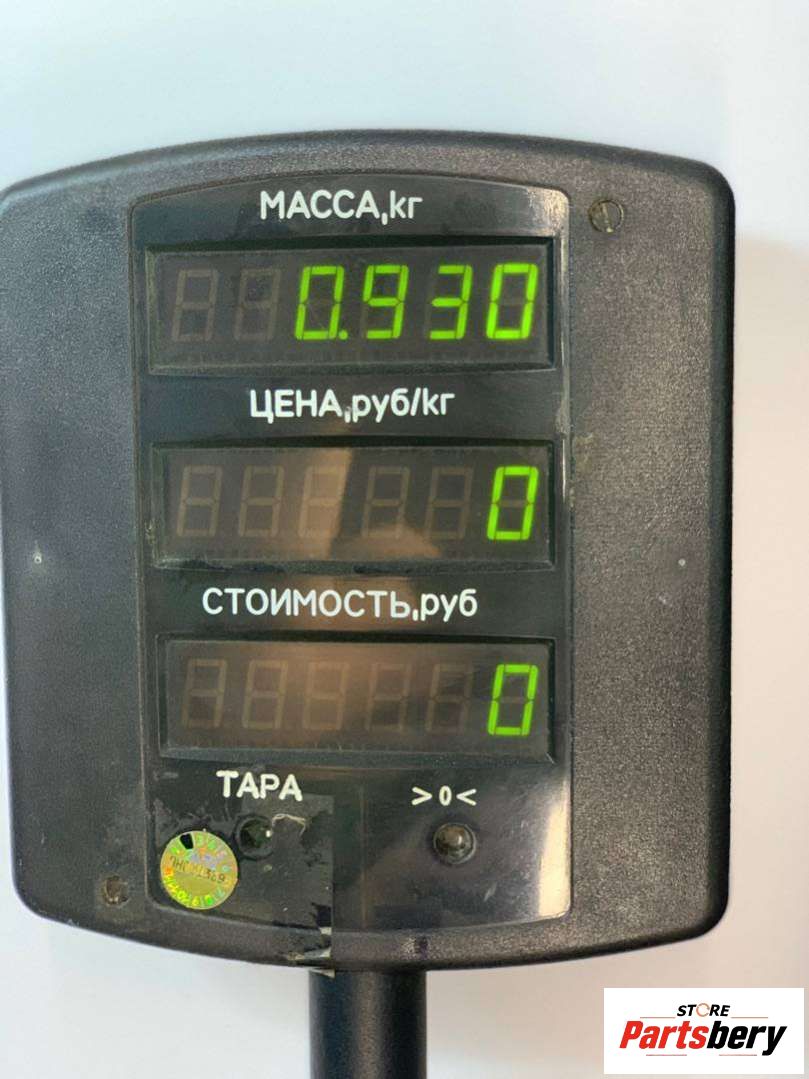 МАССА,кг
0.930
ЦЕНА,руб/кг
0
СТОИМОСТЬ,руб
0
ТАРА >0<
STORE
Partsbery